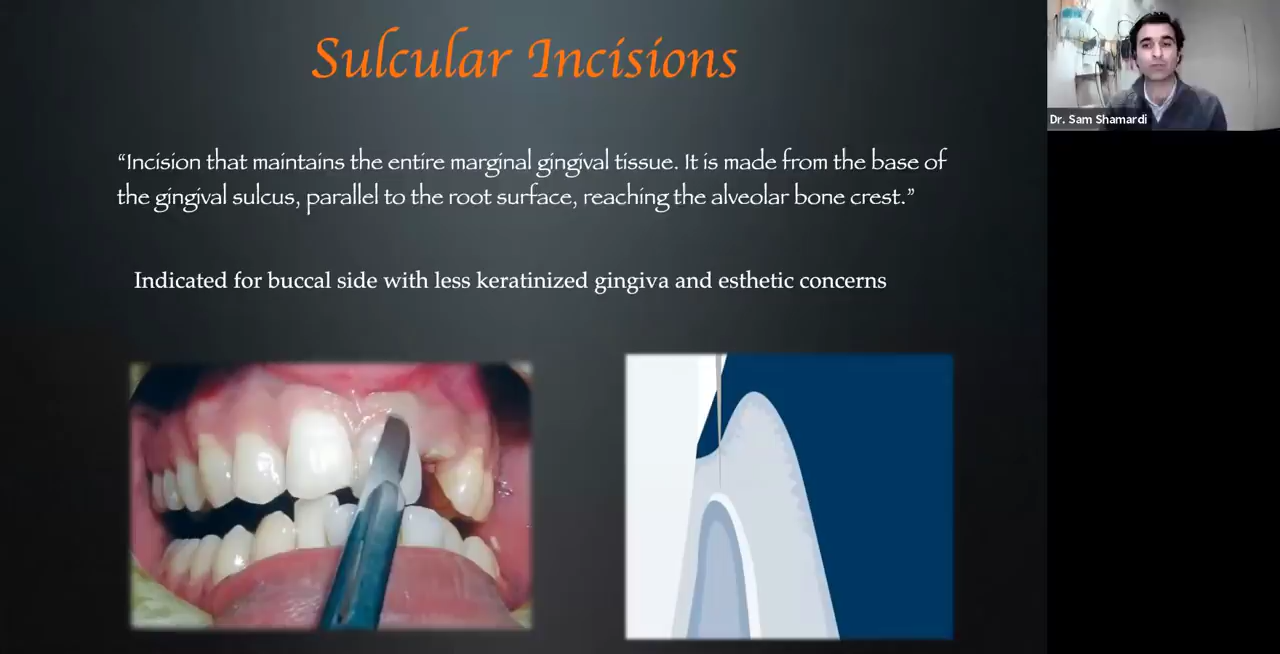 Sulcular Incisions
Dr. Sam Shamardi
“Incision that maintains the entire marginal gingival tissue. It is made from the base of
the gingival sulcus, parallel to the root surface, reaching the alveolar bone crest.”
Indicated for buccal side with less keratinized gingiva and esthetic concerns